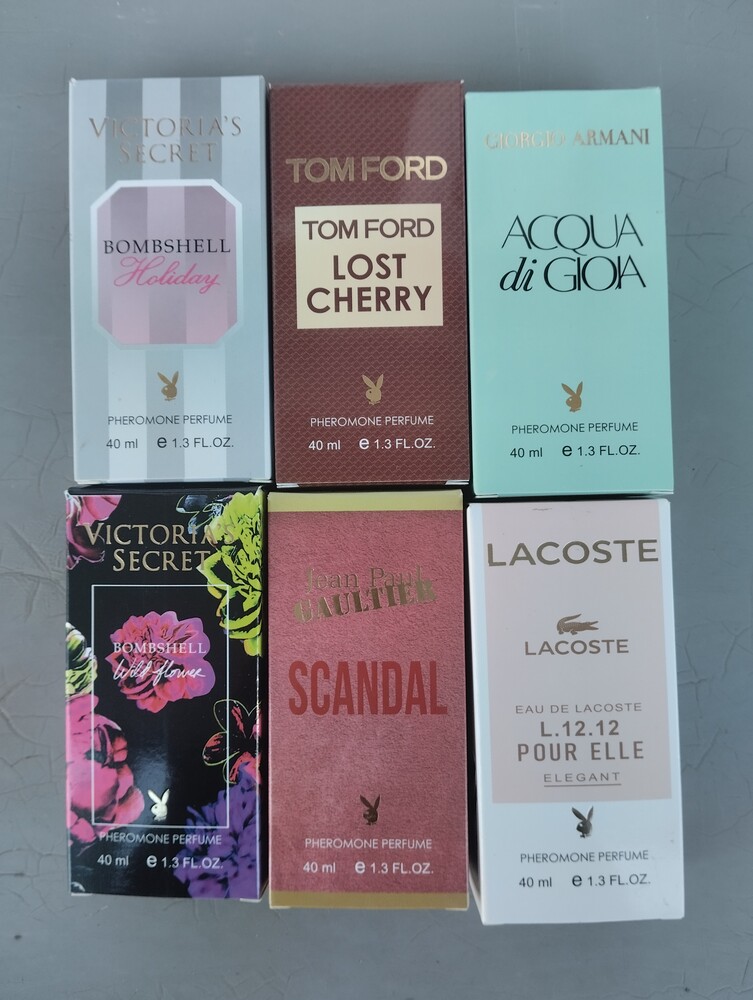 VICTORIA'S
SECRET
BOMBSHELL
Holiday
PHEROMONE PERFUME
40 ml e 1.3 FL.OZ.
TOM FORD
TOM FORD
LOST
CHERRY
PHEROMONE PERFUME
40 ml e 1.3 FL.OZ.
GIORGIO ARMANI
ACQUA
di GIOIA
PHEROMONE PERFUME
40 ml e 1.3 FL.OZ.
VICTORIA'S
SECRET
BOMBSHELL
Wild flower
PHEROMONE PERFUME
40 ml e 1.3 FL.OZ.
Jean Paul
GAULTIER
SCANDAL
PHEROMONE PERFUME
40 ml e 1.3 FL.OZ.
LACOSTE
LACOSTE
EAU DE LACOSTE
L.12.12
POUR ELLE
ELEGANT
PHEROMONE PERFUME
40 ml e 1.3 FL.OZ.